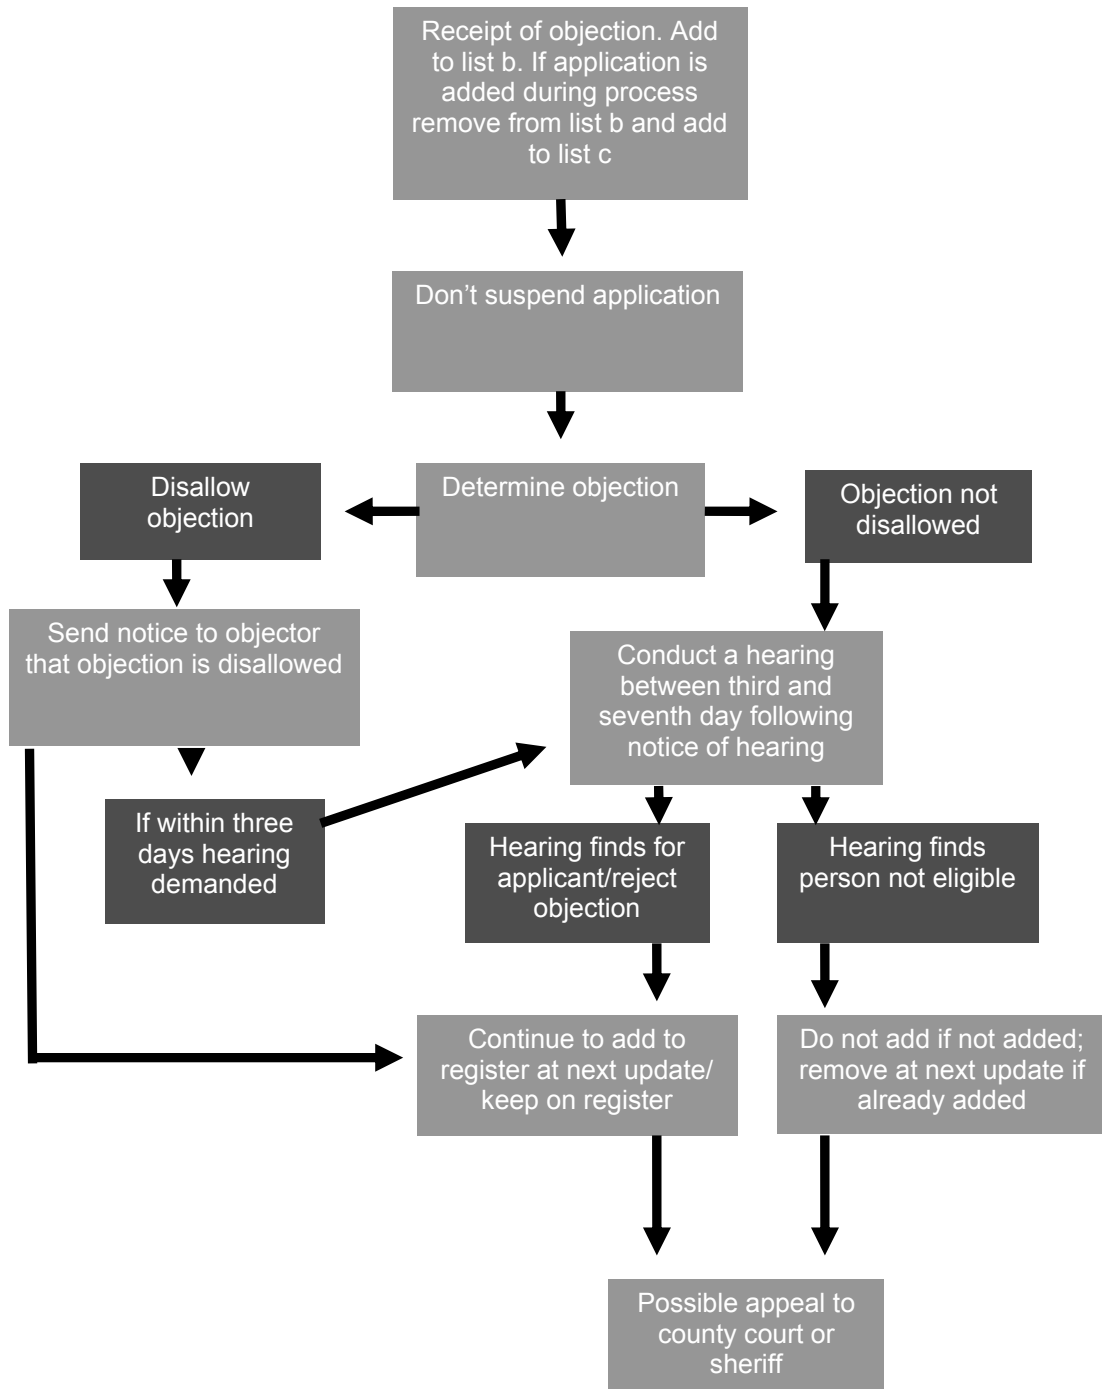 Receipt of objection. Add
to list b. If application is
added during process
remove from list b and add
to list c
Don’t suspend application
Disallow
objection
Determine objection
Objection not
disallowed
Send notice to objector
that objection is disallowed
Conduct a hearing
between third and
seventh day following
notice of hearing
If within three
days hearing
demanded
Hearing finds for
applicant/reject
objection
Hearing finds
person not eligible
Continue to add to
register at next update/
keep on register
Do not add if not added;
remove at next update if
already added
Possible appeal to
county court or
sheriff